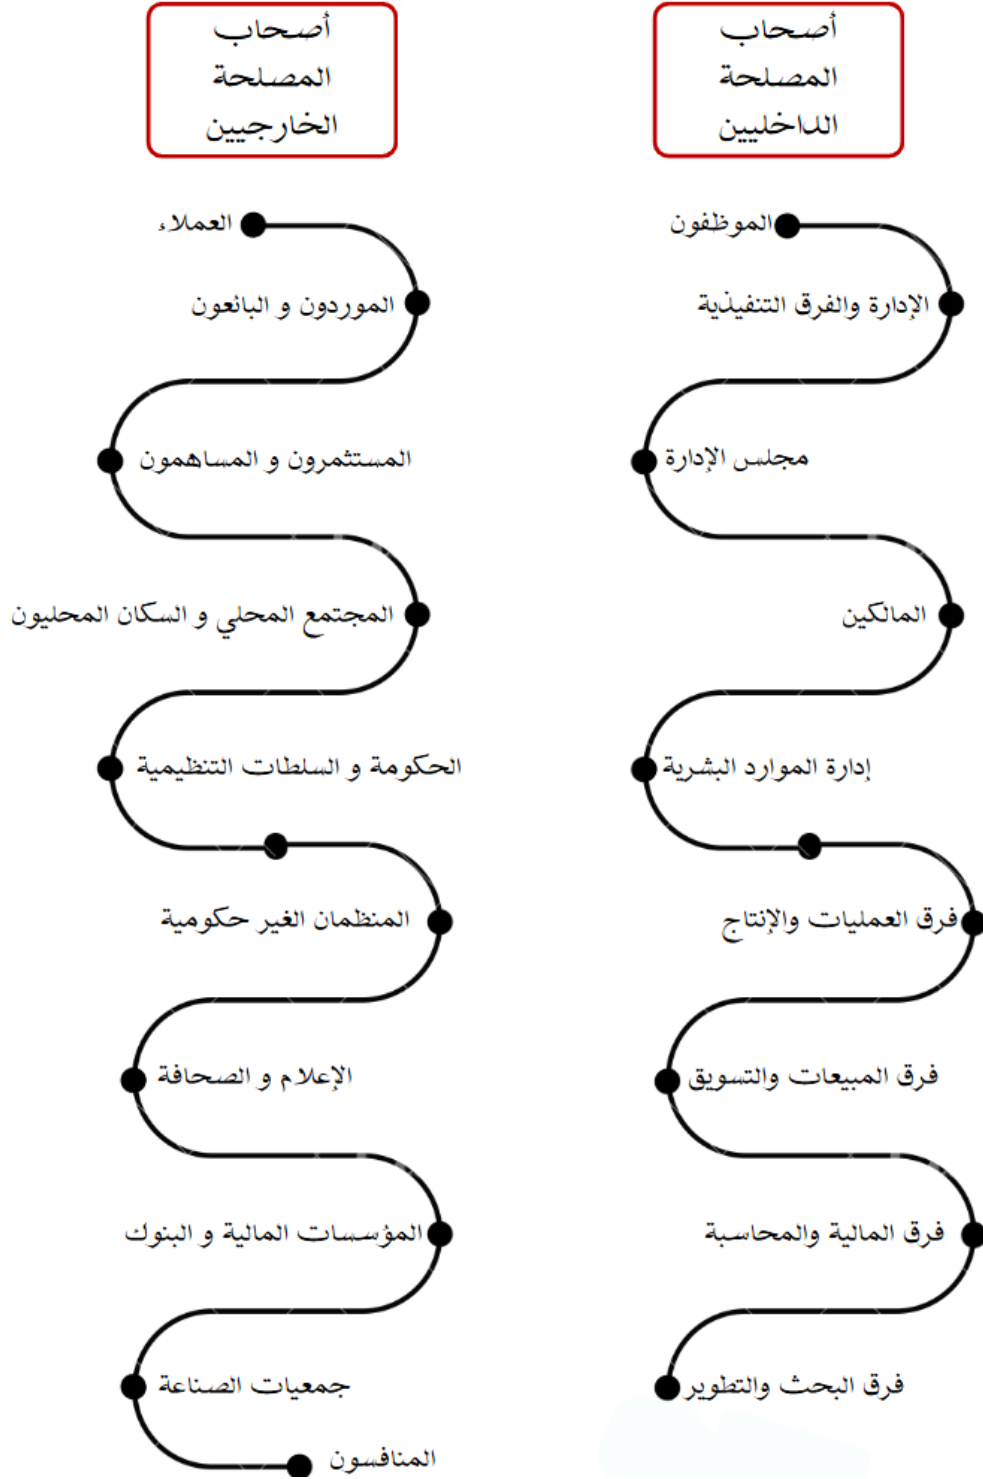 أصحاب
المصلحة
الداخليين
الموظفون
الإدارة والفرق التنفيذية
مجلس الإدارة
المالكين
إدارة الموارد البشرية
فرق العمليات والإنتاج
فرق المبيعات والتسويق
فرق المالية والمحاسبة
فرق البحث والتطوير
أصحاب
المصلحة
الخارجيين
العملاء
الموردون و البائعون
المستثمرون و المساهمون
المجتمع المحلي و السكان المحليون
الحكومة و السلطات التنظيمية
المنظمان الغير حكومية
الإعلام و الصحافة
المؤسسات المالية و البنوك
جمعيات الصناعة
المنافسون